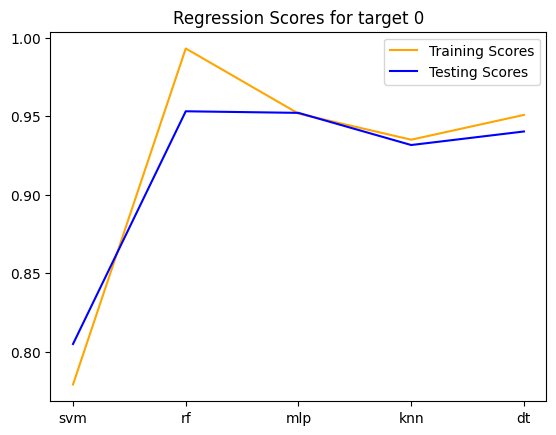 Regression Scores for target 0
Training Scores
Testing Scores
1.00
0.95
0.90
0.85
0.80
svm rf mlp knn dt